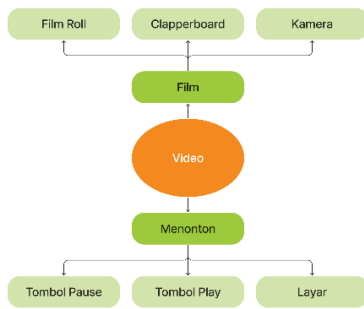 Film Roll
Clapperboard
Kamera
Film
Video
Menonton
Tombol Pause
Tombol Play
Layar